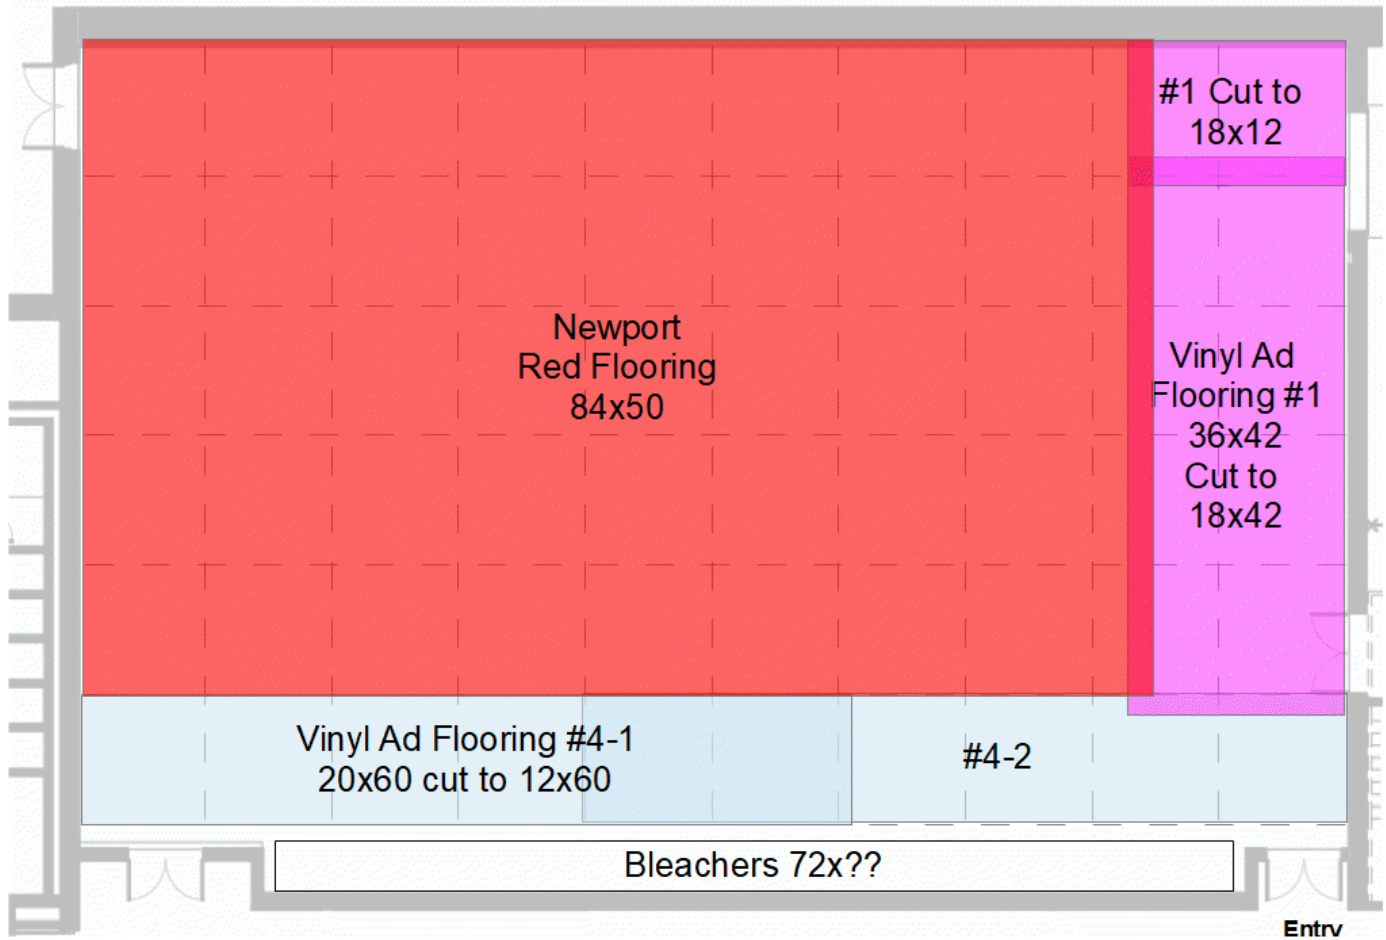 #1 Cut to
18x12
Newport
Red Flooring
84x50
Vinyl Ad
Flooring #1
36x42
Cut to
18x42
Vinyl Ad Flooring #4-1
20x60 cut to 12x60
#4-2
Bleachers 72x??
Entry